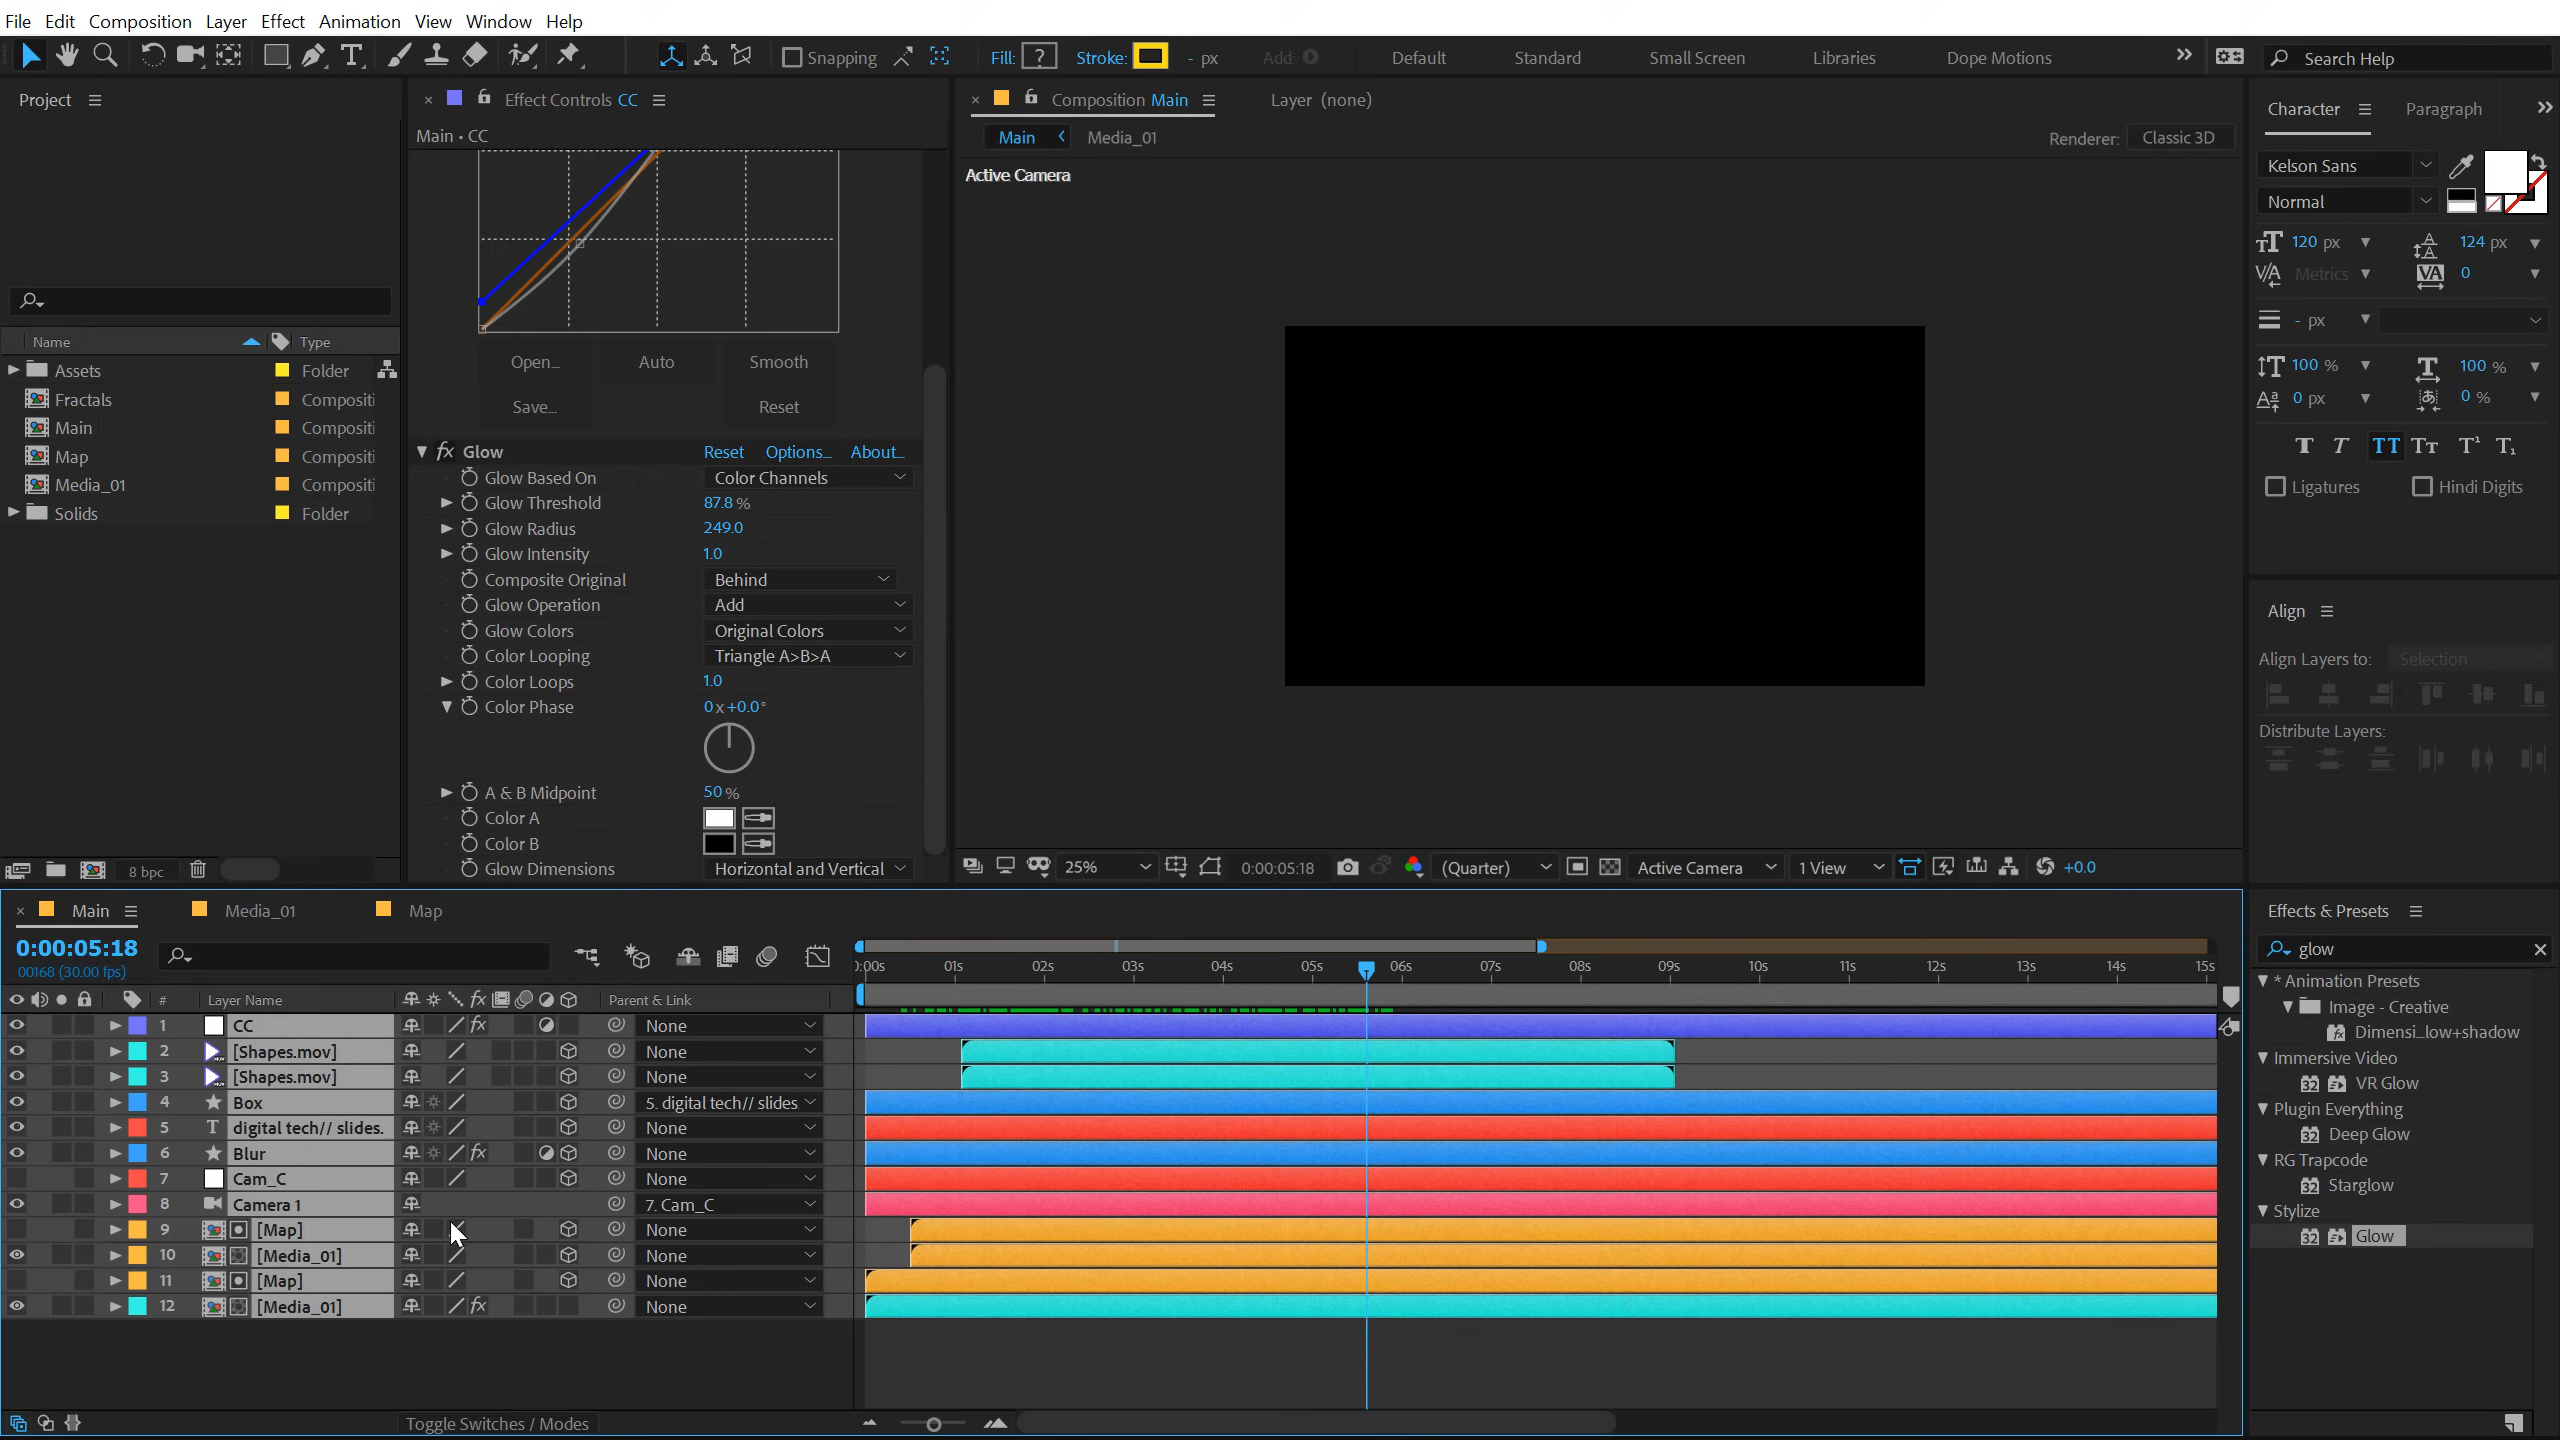 File Edit Composition Layer Effect Animation View Window Help
Snapping Fill: ? Stroke: - px Add: Default Standard Small Screen Libraries Dope Motions Search Help
Project
Effect Controls CC
Main • CC
Open... Auto Smooth
Save... Reset
Name Type
Assets Folder
Fractals Compositi
Main Compositi
Map Compositi
Media_01 Compositi
Solids Folder
8 bpc
fx Glow Reset Options... About...
Glow Based On Color Channels
Glow Threshold 87.8 %
Glow Radius 249.0
Glow Intensity 1.0
Composite Original Behind
Glow Operation Add
Glow Colors Original Colors
Color Looping Triangle A>B>A
Color Loops 1.0
Color Phase 0 x +0.0°
A & B Midpoint 50 %
Color A
Color B
Glow Dimensions Horizontal and Vertical
Composition Main Layer (none)
Main Media_01 Renderer: Classic 3D
Active Camera
25% 0:00:05:18 (Quarter) Active Camera 1 View +0.0
Character Paragraph
Kelson Sans
Normal
120 px 124 px
Metrics 0
- px
100 % 100 %
0 px 0 %
T T TT Tт T¹ T₁
Ligatures Hindi Digits
Align
Align Layers to: Selection
Distribute Layers:
Main Media_01 Map
0:00:05:18
00168 (30.00 fps)
:00s 01s 02s 03s 04s 05s 06s 07s 08s 09s 10s 11s 12s 13s 14s 15s
# Layer Name fx Parent & Link
1 CC fx None
2 [Shapes.mov] None
3 [Shapes.mov] None
4 Box 5. digital tech// slides
5 T digital tech// slides. None
6 Blur fx None
7 Cam_C None
8 Camera 1 7. Cam_C
9 [Map] None
10 [Media_01] None
11 [Map] None
12 [Media_01] fx None
Toggle Switches / Modes
Effects & Presets
glow
* Animation Presets
Image - Creative
Dimensi...low+shadow
Immersive Video
32 VR Glow
Plugin Everything
32 Deep Glow
RG Trapcode
32 Starglow
Stylize
32 Glow